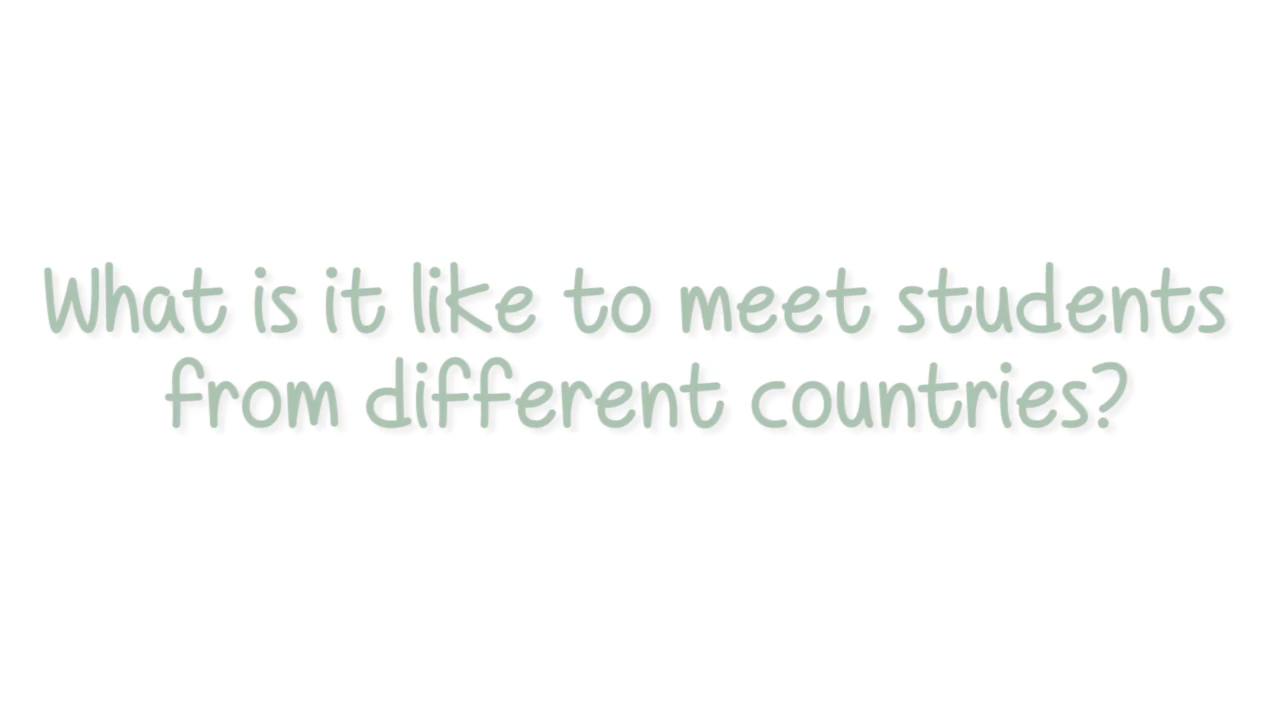 What is it like to meet students
from different countries?